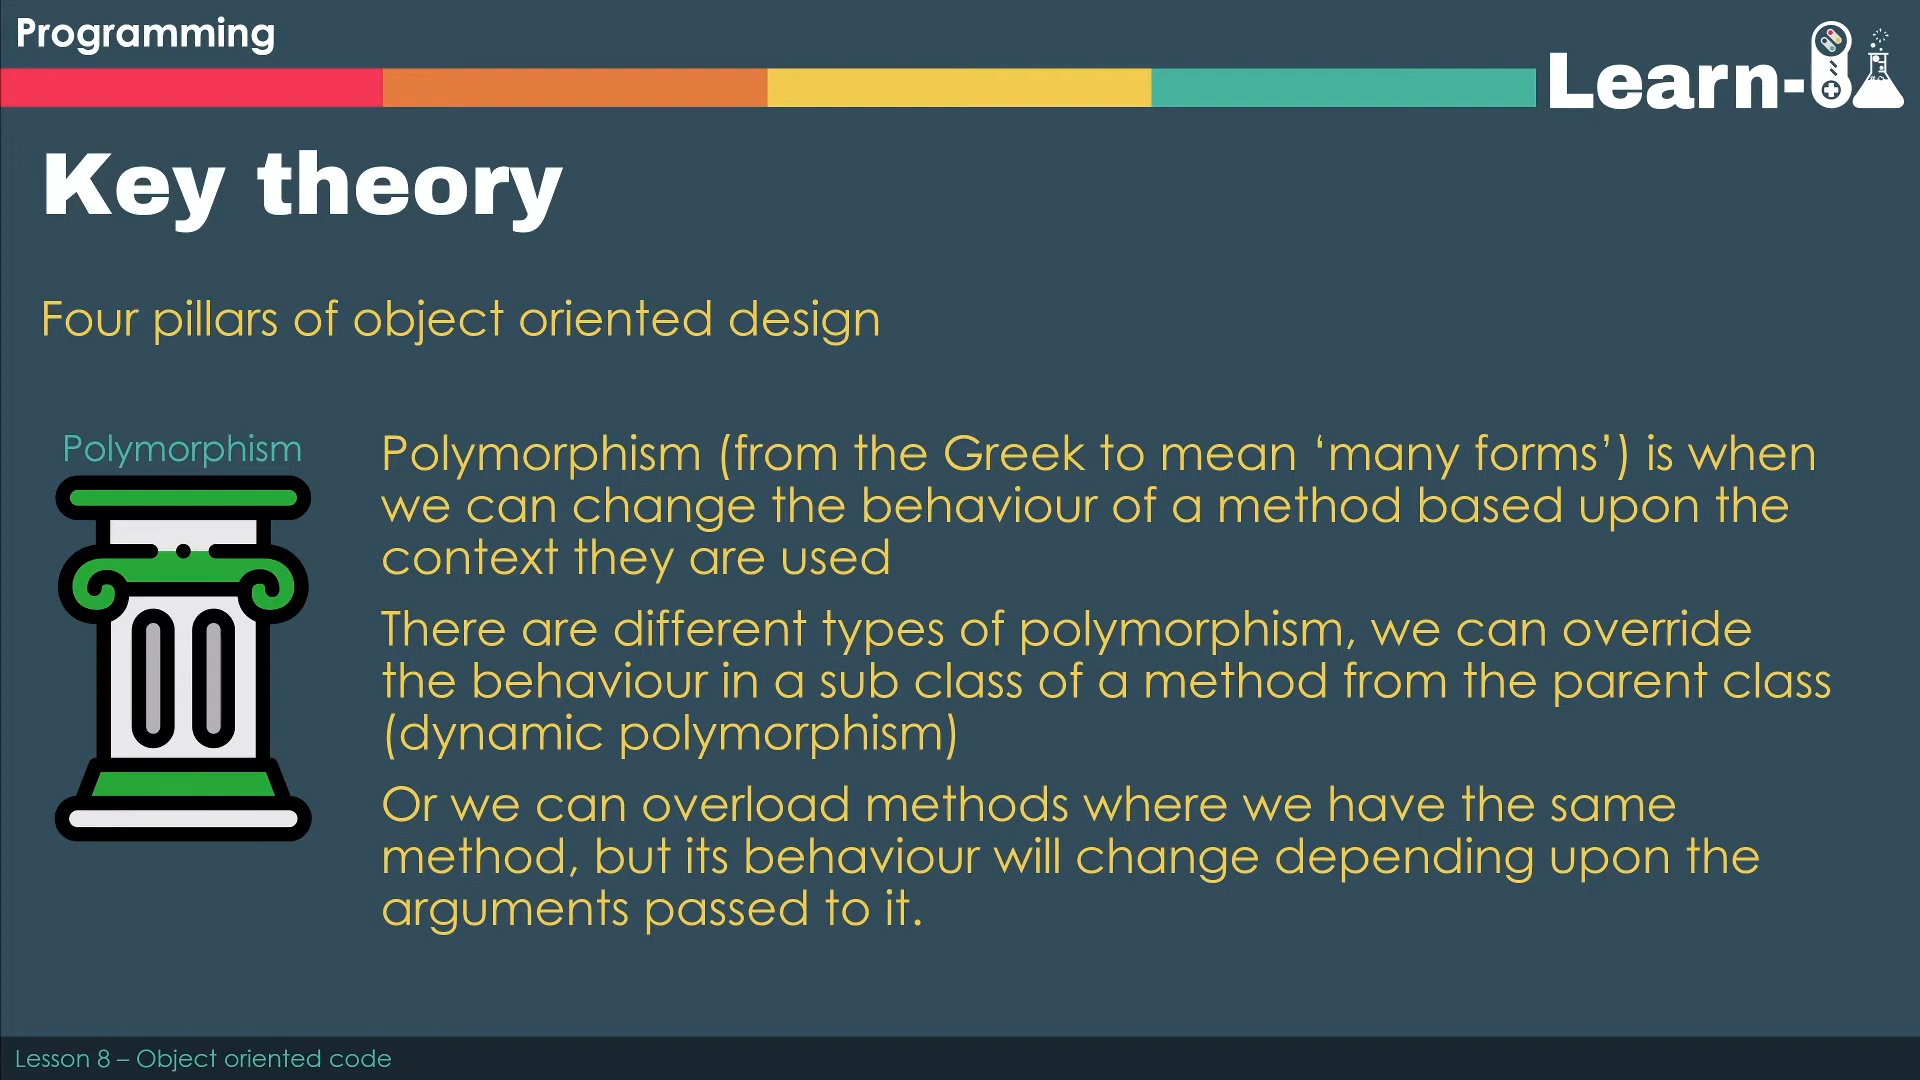 Programming
Learn-
Key theory
Four pillars of object oriented design
Polymorphism
Polymorphism (from the Greek to mean ‘many forms’) is when
we can change the behaviour of a method based upon the
context they are used
There are different types of polymorphism, we can override
the behaviour in a sub class of a method from the parent class
(dynamic polymorphism)
Or we can overload methods where we have the same
method, but its behaviour will change depending upon the
arguments passed to it.
Lesson 8 – Object oriented code